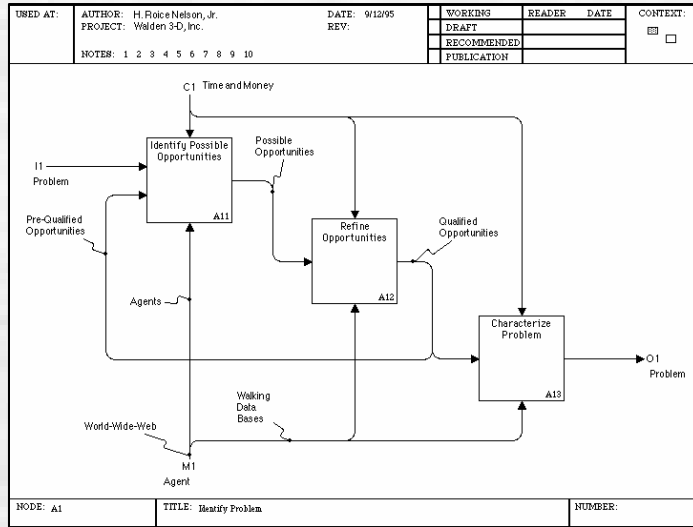 USED AT:
AUTHOR: H. Roice Nelson, Jr.
DATE: 9/12/95
PROJECT: Walden 3-D, Inc.
REV:
NOTES: 1 2 3 4 5 6 7 8 9 10
WORKING
DRAFT
RECOMMENDED
PUBLICATION
READER DATE
CONTEXT:
C1 Time and Money
Identify Possible
Opportunities
A11
Possible
Opportunities
I1
Problem
Pre-Qualified
Opportunities
Refine
Opportunities
A12
Qualified
Opportunities
Agents
Characterize
Problem
A13
O1
Problem
Walking
Data
Bases
World-Wide-Web
M1
Agent
NODE: A1
TITLE: Identify Problem
NUMBER: